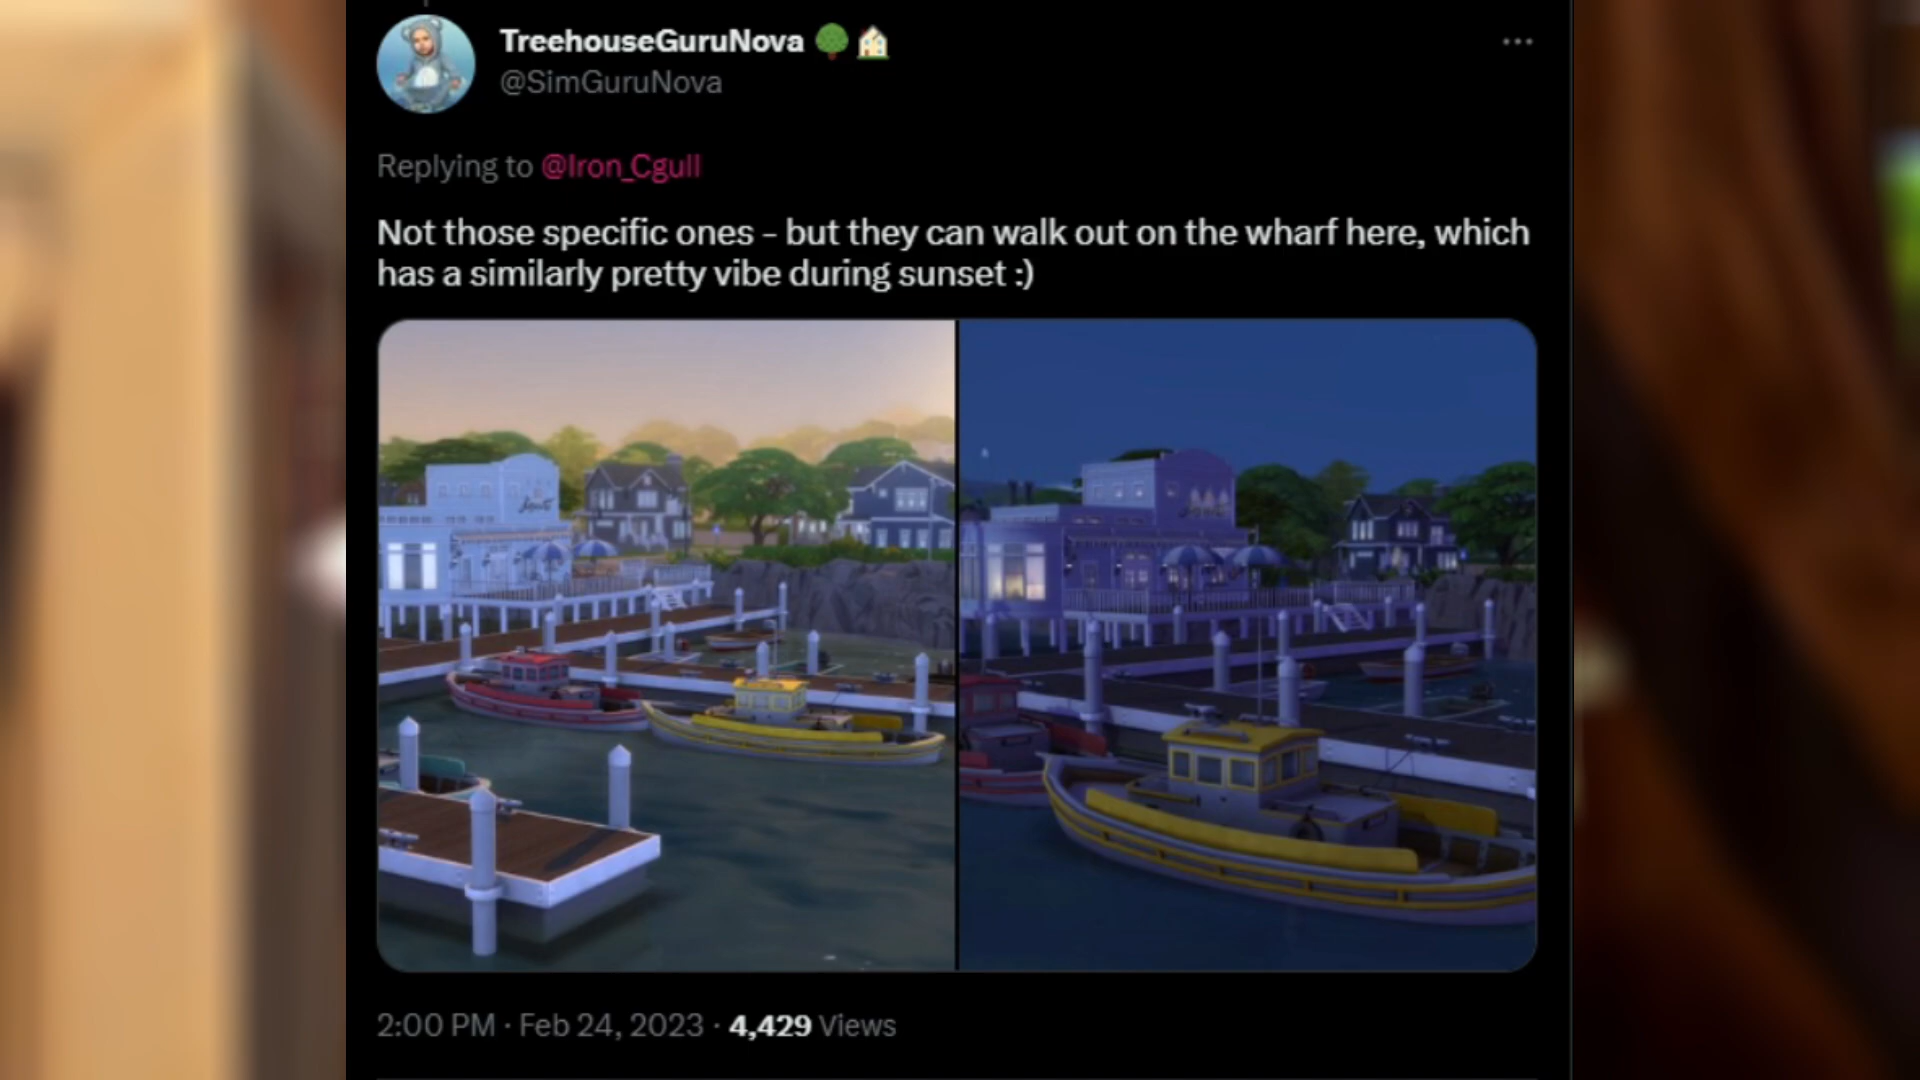 TreehouseGuruNova 🌳 🏠
@SimGuruNova
Replying to @Iron_Cgull
Not those specific ones - but they can walk out on the wharf here, which
has a similarly pretty vibe during sunset :)
2:00 PM · Feb 24, 2023 · 4,429 Views